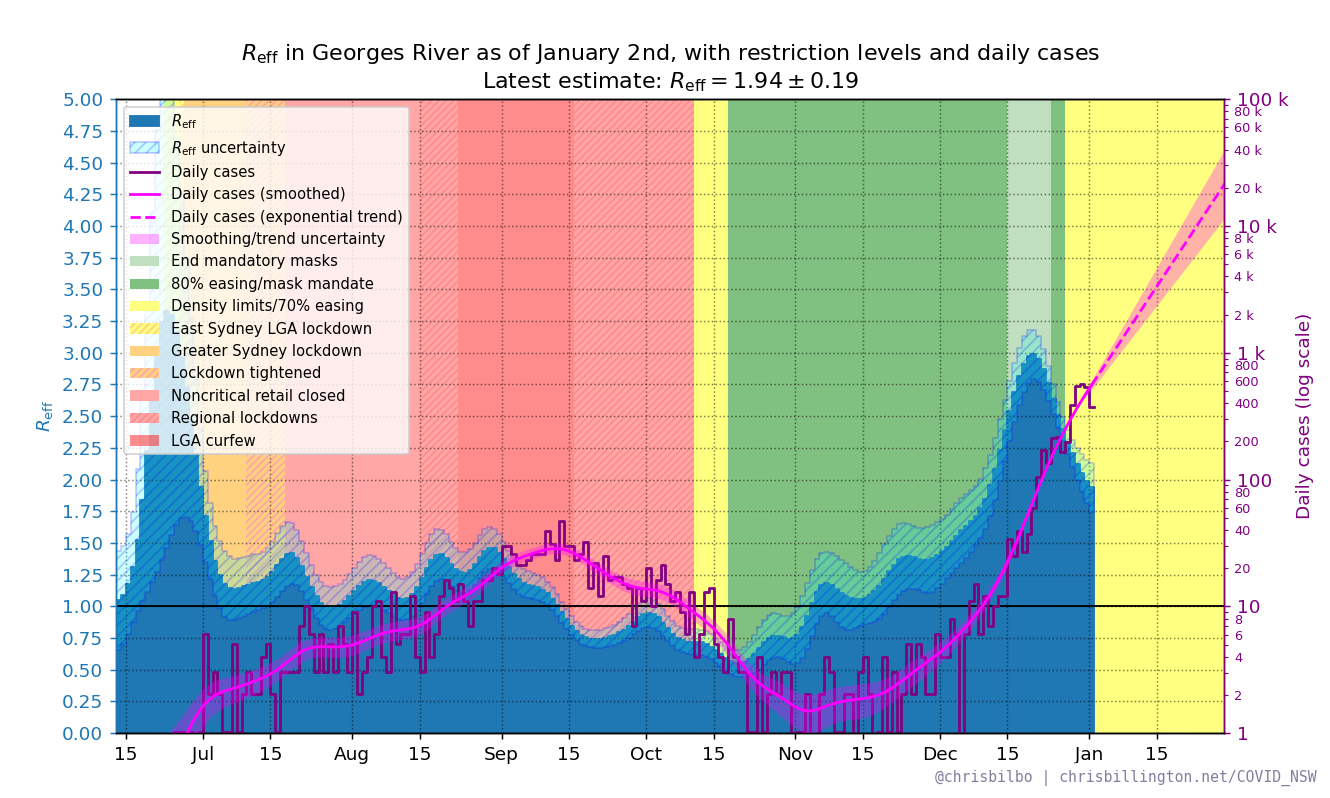 R_eff in Georges River as of January 2nd, with restriction levels and daily cases
Latest estimate: R_eff = 1.94 ± 0.19
5.00
4.75
4.50
4.25
4.00
3.75
3.50
3.25
3.00
2.75
2.50
2.25
2.00
1.75
1.50
1.25
1.00
0.75
0.50
0.25
0.00
R_eff
R_eff
R_eff uncertainty
Daily cases
Daily cases (smoothed)
Daily cases (exponential trend)
Smoothing/trend uncertainty
End mandatory masks
80% easing/mask mandate
Density limits/70% easing
East Sydney LGA lockdown
Greater Sydney lockdown
Lockdown tightened
Noncritical retail closed
Regional lockdowns
LGA curfew
100 k
80 k
60 k
40 k
20 k
10 k
8 k
6 k
4 k
2 k
1 k
800
600
400
200
100
80
60
40
20
10
8
6
4
2
1
Daily cases (log scale)
15 Jul 15 Aug 15 Sep 15 Oct 15 Nov 15 Dec 15 Jan 15
@chrisbilbo | chrisbillington.net/COVID_NSW